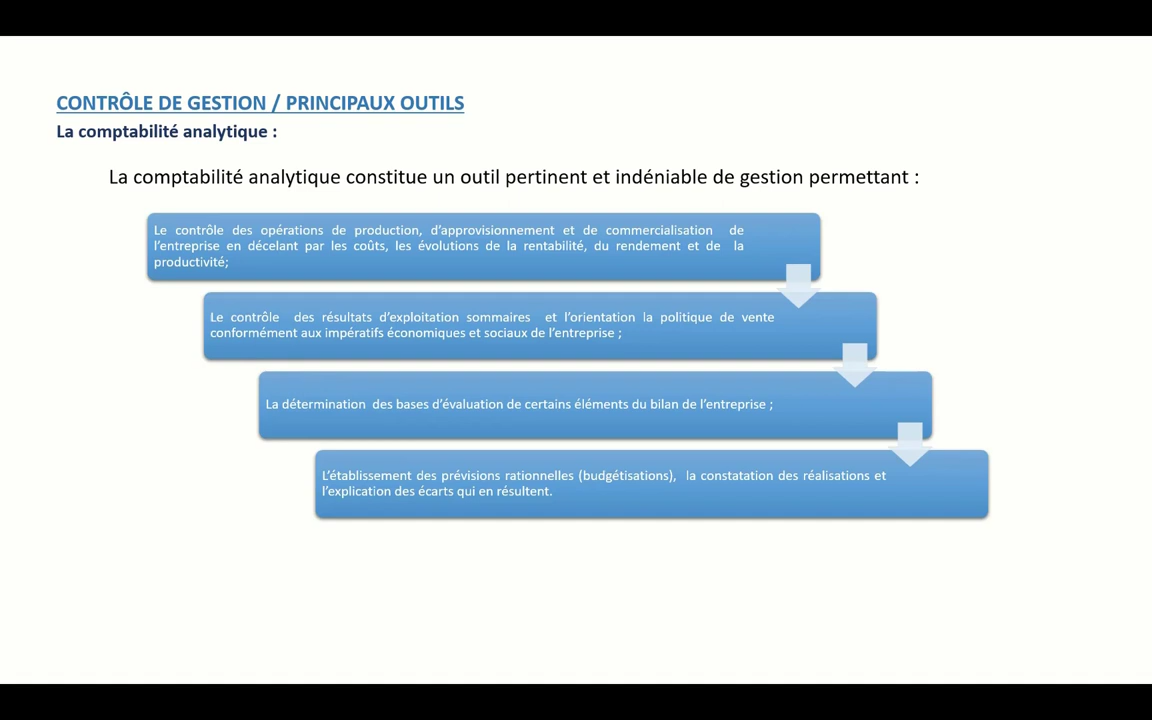 CONTRÔLE DE GESTION / PRINCIPAUX OUTILS
La comptabilité analytique :
La comptabilité analytique constitue un outil pertinent et indéniable de gestion permettant :
Le contrôle des opérations de production, d’approvisionnement et de commercialisation de
l’entreprise en décelant par les coûts, les évolutions de la rentabilité, du rendement et de la
productivité;
Le contrôle des résultats d’exploitation sommaires et l’orientation la politique de vente
conformément aux impératifs économiques et sociaux de l’entreprise ;
La détermination des bases d’évaluation de certains éléments du bilan de l’entreprise ;
L’établissement des prévisions rationnelles (budgétisations), la constatation des réalisations et
l’explication des écarts qui en résultent.